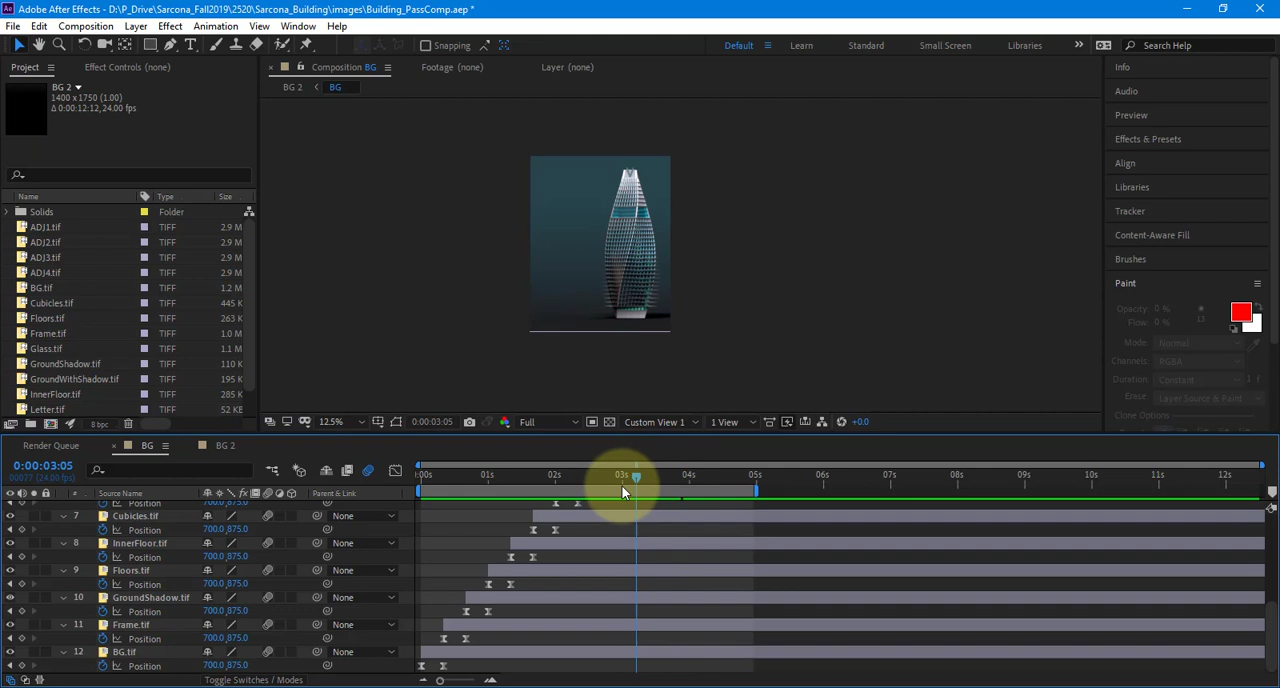 Adobe After Effects - D:\P_Drive\Sarcona_Fall2019\2520\Sarcona_Building\images\Building_PassComp.aep *
File Edit Composition Layer Effect Animation View Window Help
Snapping Default Learn Standard Small Screen Libraries Search Help
Project Effect Controls (none) Composition BG Footage (none) Layer (none) Info
BG 2 BG 2 BG
1400 x 1750 (1.00)
Δ 0:00:12:12, 24.00 fps
Audio
Preview
Effects & Presets
Align
Libraries
Tracker
Content-Aware Fill
Brushes
Paint
Opacity: 0 %
Flow: 0 %
Mode: Normal
Channels: RGBA
Duration: Constant 1 f
Erase: Layer Source & Paint
Clone Options
Name Type Size
Solids Folder
ADJ1.tif TIFF 2.9 M
ADJ2.tif TIFF 2.9 M
ADJ3.tif TIFF 2.9 M
ADJ4.tif TIFF 2.9 M
BG.tif TIFF 1.2 M
Cubicles.tif TIFF 445 K
Floors.tif TIFF 263 K
Frame.tif TIFF 1.0 M
Glass.tif TIFF 1.1 M
GroundShadow.tif TIFF 110 K
GroundWithShadow.tif TIFF 195 K
InnerFloor.tif TIFF 285 K
Letter.tif TIFF 52 K
8 bpc 12.5% 0:00:03:05 Full Custom View 1 1 View +0.0
Render Queue BG BG 2
0:00:03:05
00077 (24.00 fps)
:00s 01s 02s 03s 04s 05s 06s 07s 08s 09s 10s 11s 12s
# Source Name Parent & Link
Position 700.0,875.0
7 Cubicles.tif None
Position 700.0,875.0
8 InnerFloor.tif None
Position 700.0,875.0
9 Floors.tif None
Position 700.0,875.0
10 GroundShadow.tif None
Position 700.0,875.0
11 Frame.tif None
Position 700.0,875.0
12 BG.tif None
Position 700.0,875.0
Toggle Switches / Modes